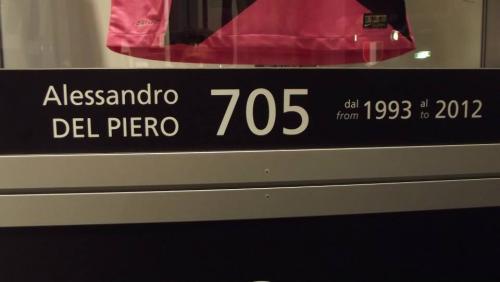 Alessandro
DEL PIERO
705
dal from 1993 al to 2012